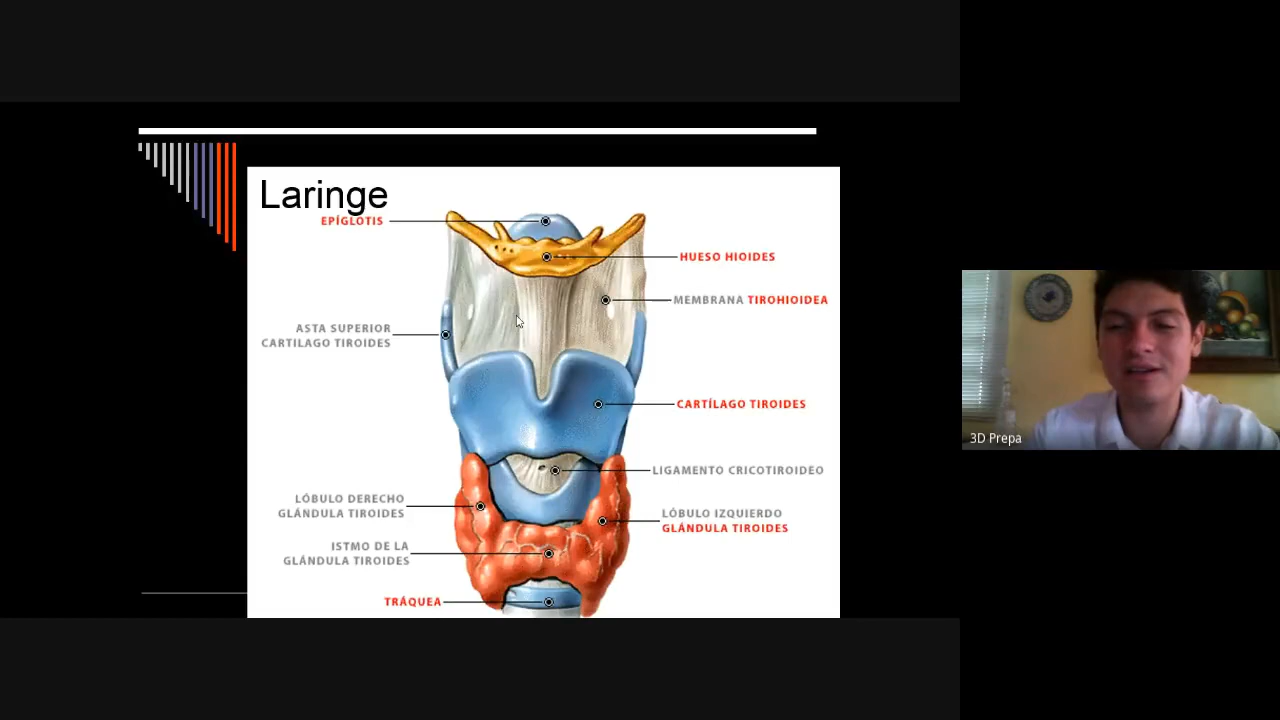 Laringe
EPÍGLOTIS
HUESO HIOIDES
MEMBRANA TIROHIOIDEA
ASTA SUPERIOR
CARTILAGO TIROIDES
CARTÍLAGO TIROIDES
LIGAMENTO CRICOTIROIDEO
LÓBULO DERECHO
GLÁNDULA TIROIDES
LÓBULO IZQUIERDO
GLÁNDULA TIROIDES
ISTMO DE LA
GLÁNDULA TIROIDES
TRÁQUEA
3D Prepa